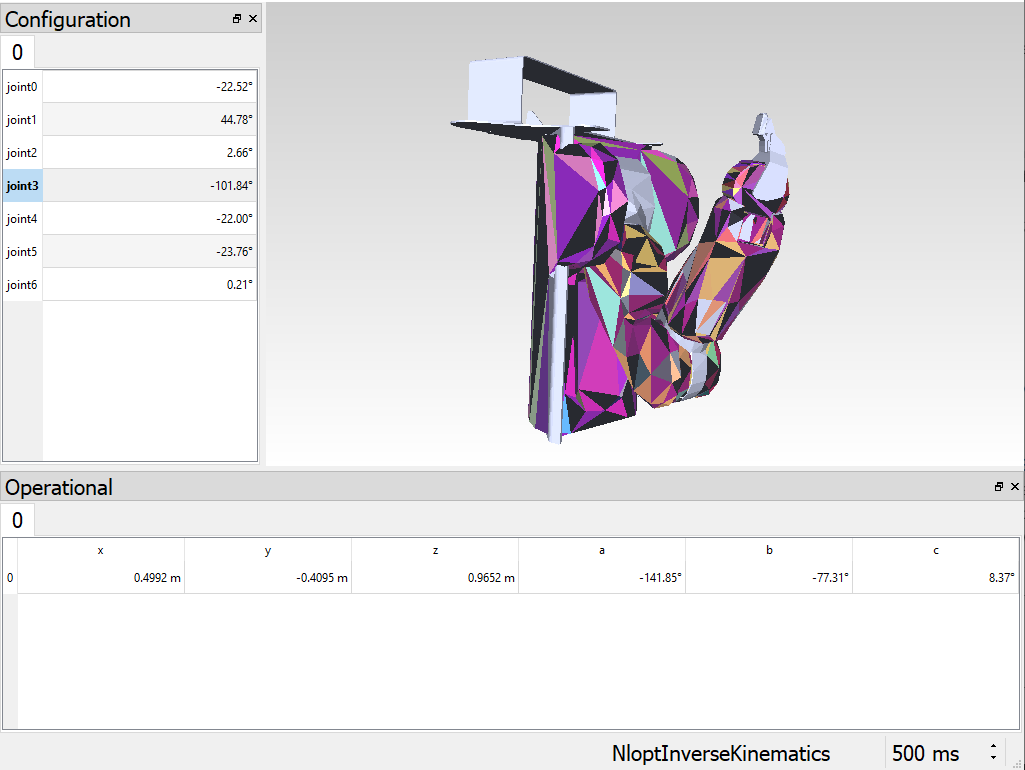 Configuration
0
joint0 -22.52°
joint1 44.78°
joint2 2.66°
joint3 -101.84°
joint4 -22.00°
joint5 -23.76°
joint6 0.21°
Operational
0
x y z a b c
0 0.4992 m -0.4095 m 0.9652 m -141.85° -77.31° 8.37°
NloptInverseKinematics 500 ms